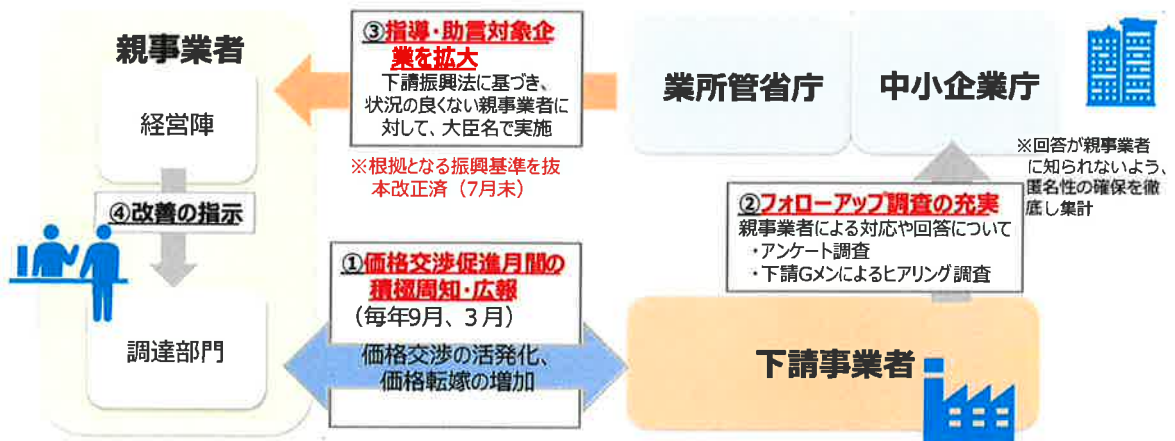 親事業者
経営陣
④改善の指示
調達部門
③指導・助言対象企
業を拡大
下請振興法に基づき、
状況の良くない親事業者に
対して、大臣名で実施
※根拠となる振興基準を抜
本改正済（7月末）
業所管省庁
中小企業庁
※回答が親事業者
に知られないよう、
匿名性の確保を徹
底し集計
②フォローアップ調査の充実
親事業者による対応や回答について
・アンケート調査
・下請Gメンによるヒアリング調査
①価格交渉促進月間の
積極周知・広報
（毎年9月、３月）
価格交渉の活発化、
価格転嫁の増加
下請事業者